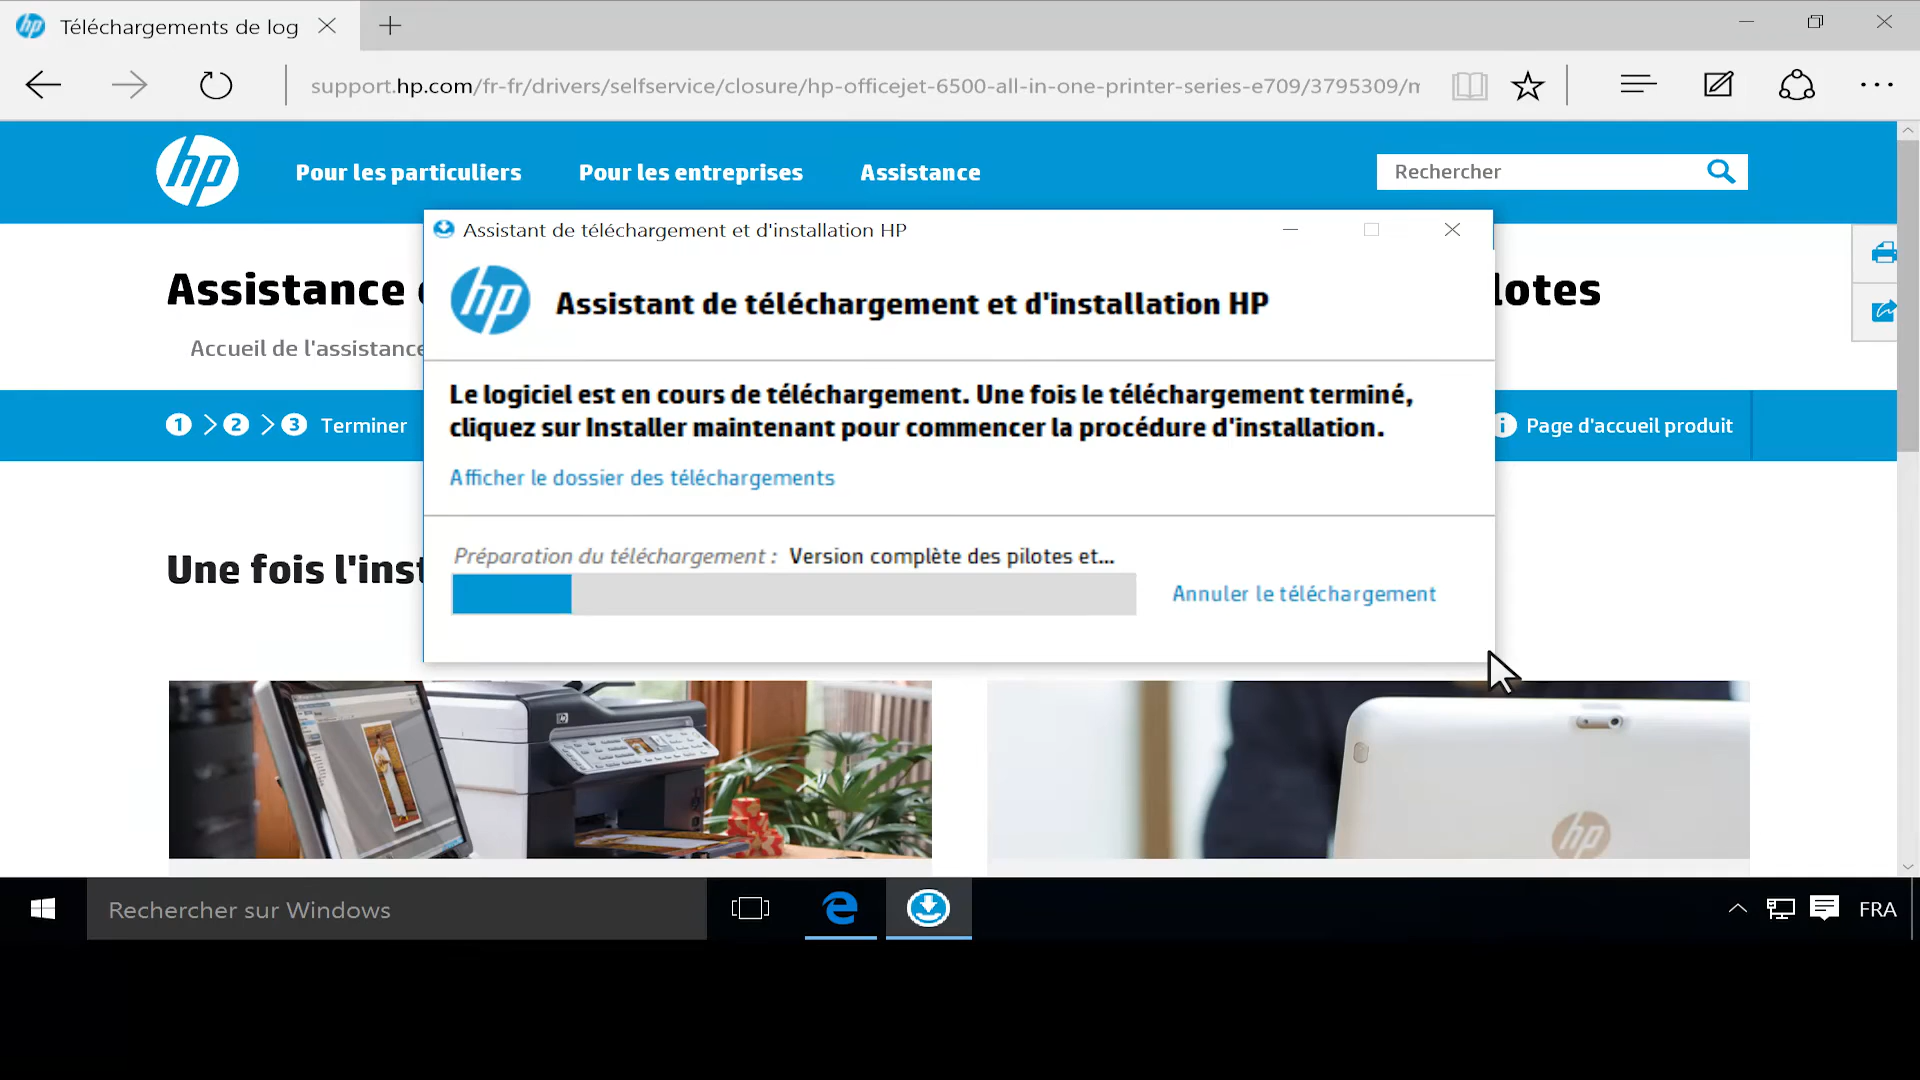 Téléchargements de log
support.hp.com/fr-fr/drivers/selfservice/closure/hp-officejet-6500-all-in-one-printer-series-e709/3795309/m
hp
Pour les particuliers
Pour les entreprises
Assistance
Rechercher
Assistant de téléchargement et d'installation HP
hp
Assistant de téléchargement et d'installation HP
Assistance
lotes
Accueil de l'assistance
Le logiciel est en cours de téléchargement. Une fois le téléchargement terminé,
cliquez sur Installer maintenant pour commencer la procédure d'installation.
1 > 2 > 3 Terminer
i Page d'accueil produit
Afficher le dossier des téléchargements
Une fois l'inst
Préparation du téléchargement : Version complète des pilotes et...
Annuler le téléchargement
hp
Rechercher sur Windows
FRA